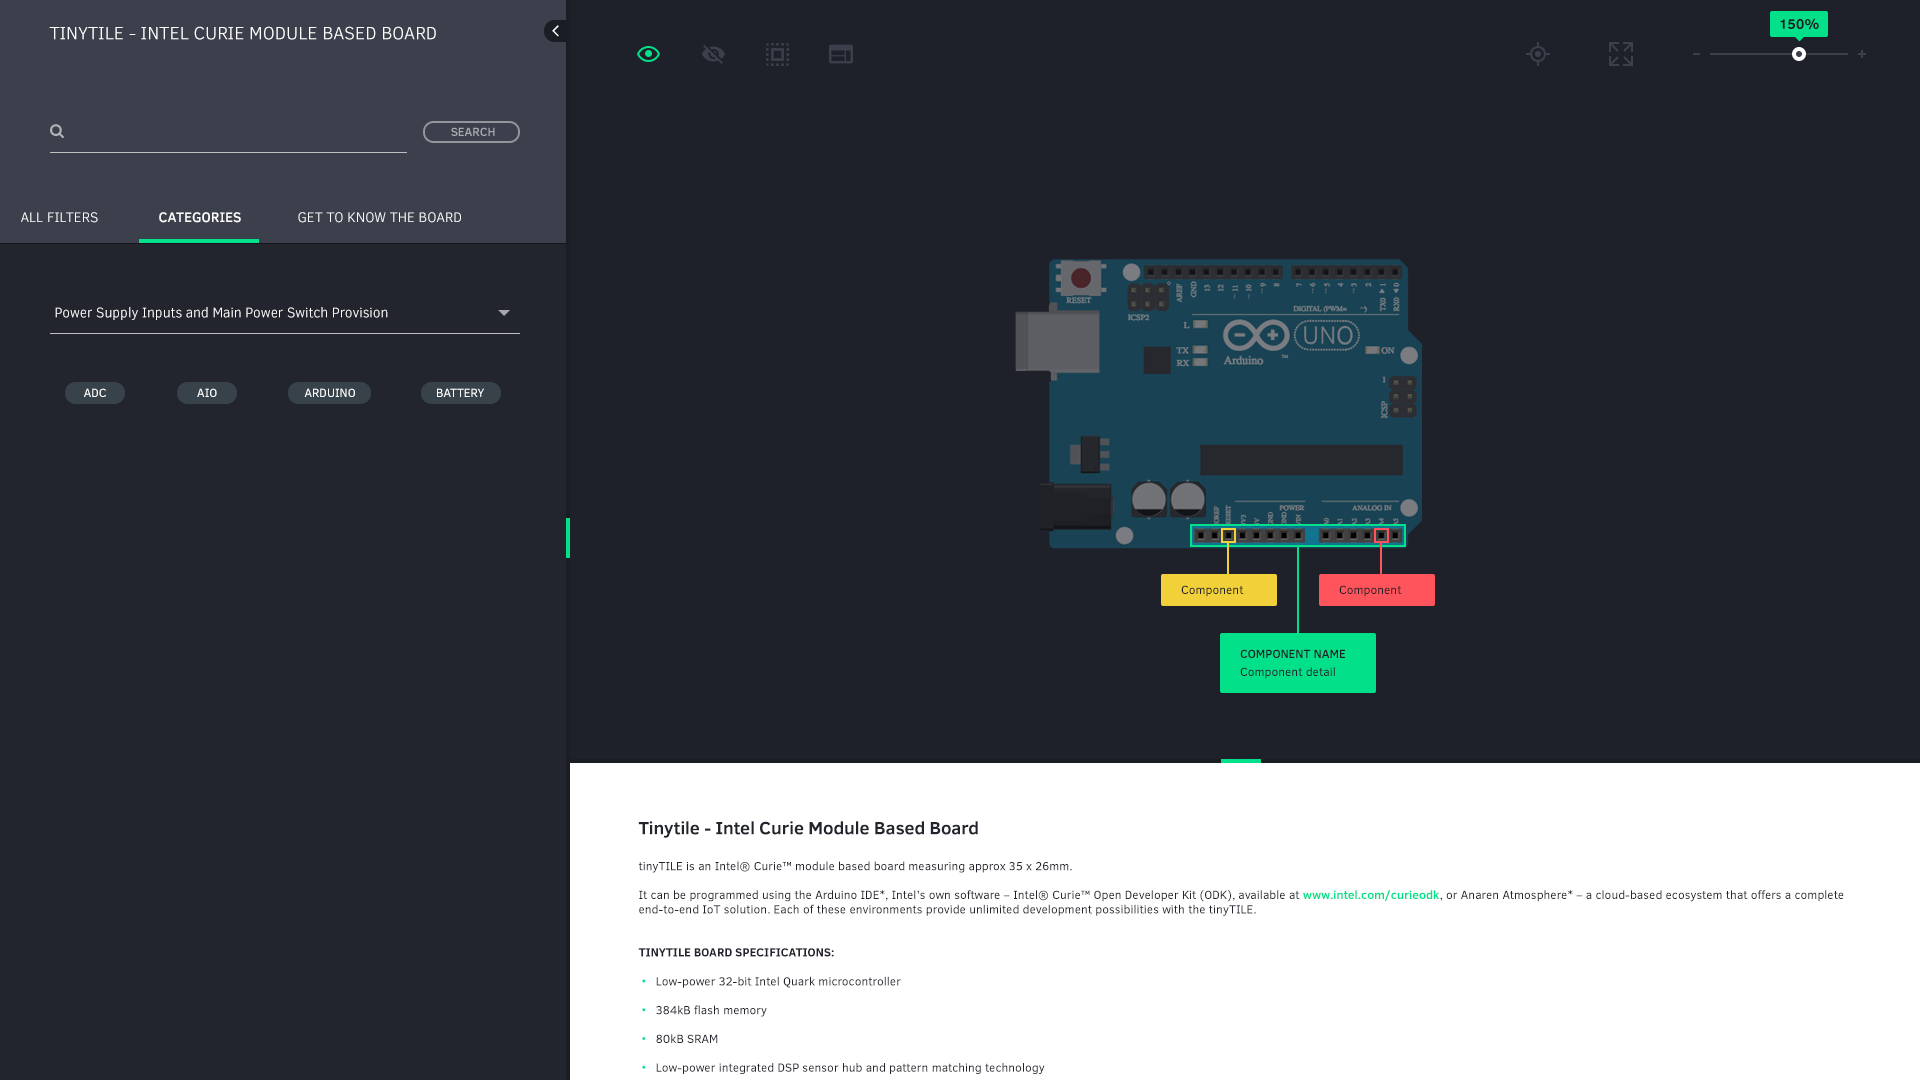 TINYTILE - INTEL CURIE MODULE BASED BOARD
SEARCH
ALL FILTERS
CATEGORIES
GET TO KNOW THE BOARD
Power Supply Inputs and Main Power Switch Provision
ADC
AIO
ARDUINO
BATTERY
150%
- +
RESET
ICSP2
AREF
GND
13
12
~11
~10
~9
8
7
~6
~5
4
~3
2
TX0 ▸ 1
RX0 ◂ 0
DIGITAL (PWM=
L
TX
RX
UNO
Arduino ™
ON
1
ICSP
POWER
ANALOG IN
RESET
Component
Component
COMPONENT NAME
Component detail
Tinytile - Intel Curie Module Based Board
tinyTILE is an Intel® Curie™ module based board measuring approx 35 x 26mm.
It can be programmed using the Arduino IDE*, Intel's own software – Intel® Curie™ Open Developer Kit (ODK), available at www.intel.com/curieodk, or Anaren Atmosphere* – a cloud-based ecosystem that offers a complete
end-to-end IoT solution. Each of these environments provide unlimited development possibilities with the tinyTILE.
TINYTILE BOARD SPECIFICATIONS:
• Low-power 32-bit Intel Quark microcontroller
• 384kB flash memory
• 80kB SRAM
• Low-power integrated DSP sensor hub and pattern matching technology